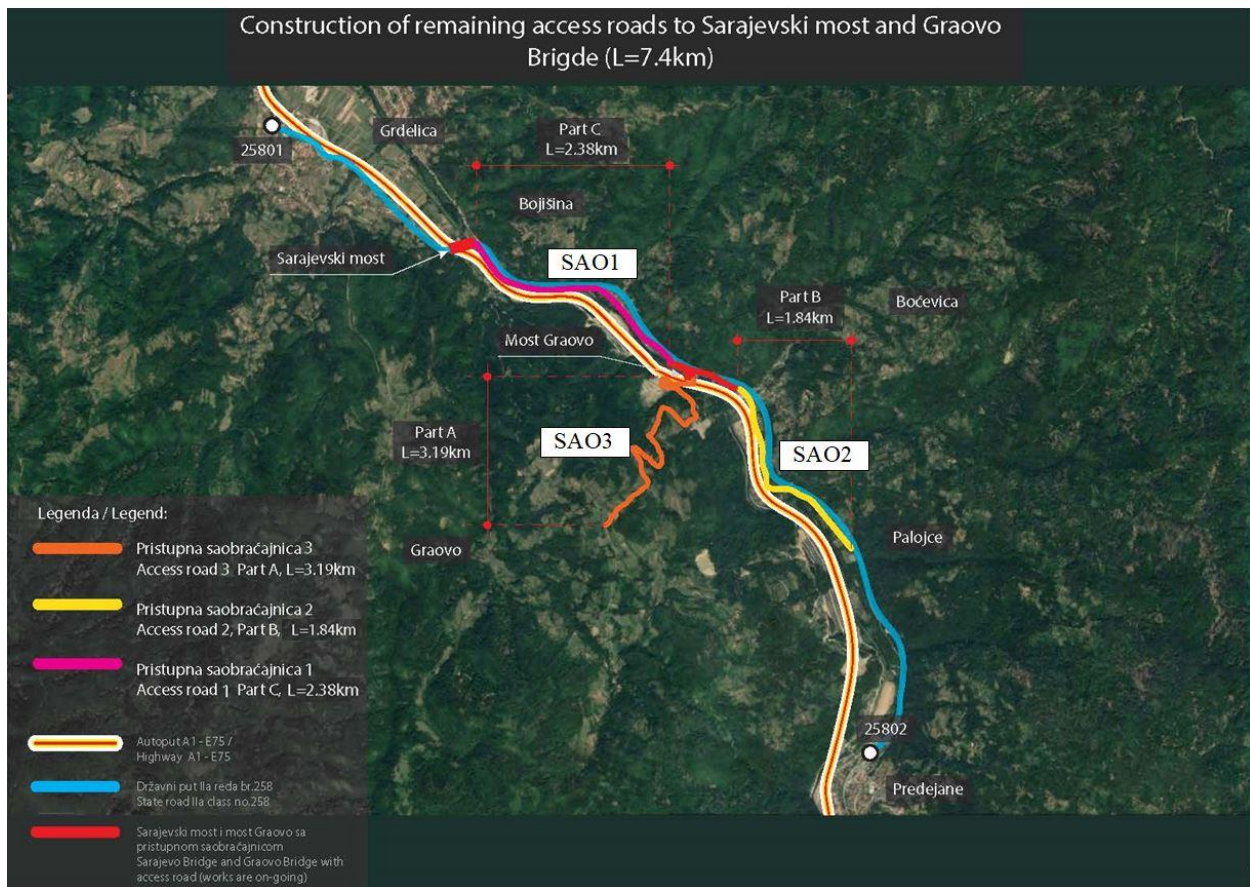 Construction of remaining access roads to Sarajevski most and Graovo
Brigde (L=7.4km)
25801
Grdelica
Part C
L=2.38km
Bojišina
Sarajevski most
SAO1
Part B
L=1.84km
Boćevica
Most Graovo
Part A
L=3.19km
SAO3
SAO2
Graovo
Palojce
25802
Predejane
Legenda / Legend:
Pristupna saobraćajnica 3
Access road 3 Part A, L=3.19km
Pristupna saobraćajnica 2
Access road 2, Part B, L=1.84km
Pristupna saobraćajnica 1
Access road 1 Part C, L=2.38km
Autoput A1 - E75 /
Highway A1 - E75
Državni put IIa reda br.258
State road IIa class no.258
Sarajevski most i most Graovo sa
pristupnom saobraćajnicom
Sarajevo Bridge and Graovo Bridge with
access road (works are on-going)